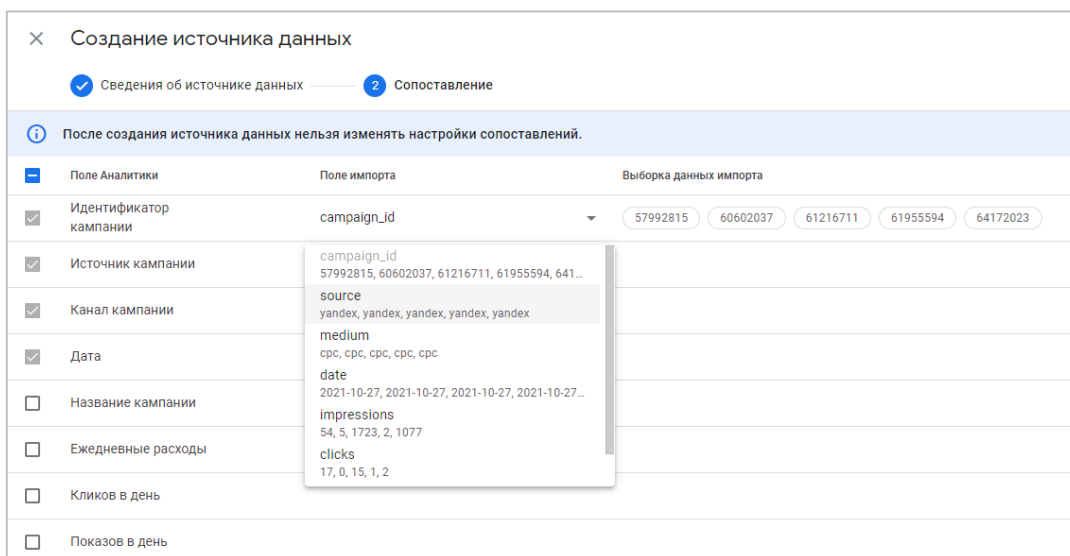 Создание источника данных
Сведения об источнике данных
2 Сопоставление
После создания источника данных нельзя изменять настройки сопоставлений.
Поле Аналитики Поле импорта Выборка данных импорта
Идентификатор
кампании
campaign_id 57992815 60602037 61216711 61955594 64172023
campaign_id
57992815, 60602037, 61216711, 61955594, 641...
Источник кампании
source
yandex, yandex, yandex, yandex, yandex
Канал кампании
medium
cpc, cpc, cpc, cpc, cpc
Дата
date
2021-10-27, 2021-10-27, 2021-10-27, 2021-10-27...
Название кампании
impressions
54, 5, 1723, 2, 1077
Ежедневные расходы
clicks
17, 0, 15, 1, 2
Кликов в день
Показов в день